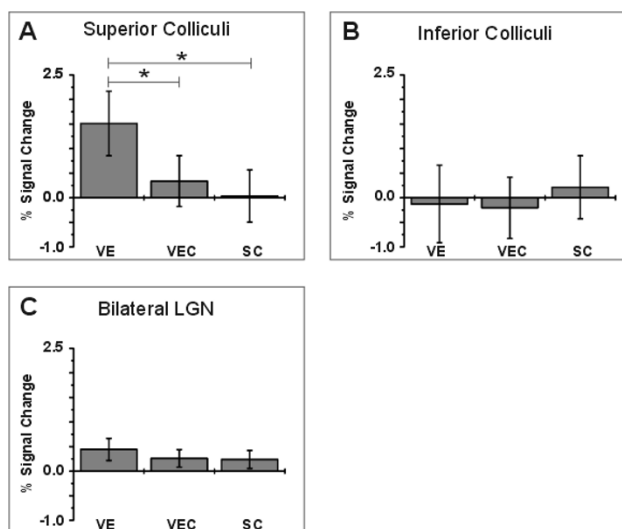 A
Superior Colliculi
*
*
% Signal Change
2.5
0.0
-1.0
VE VEC SC
B
Inferior Colliculi
% Signal Change
2.5
0.0
-1.0
VE VEC SC
C
Bilateral LGN
% Signal Change
2.5
0.0
-1.0
VE VEC SC